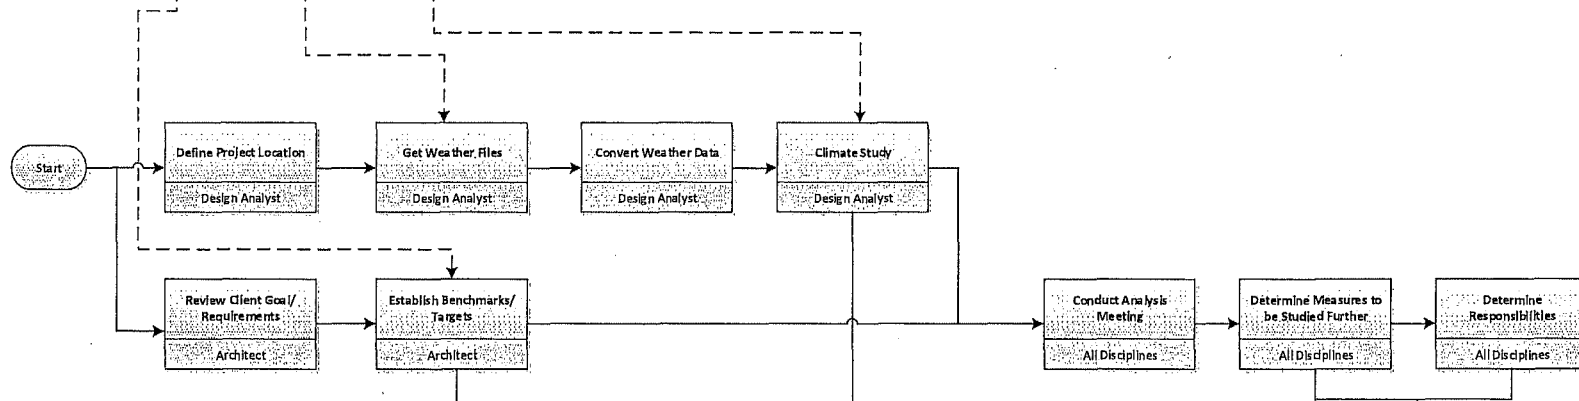 Start
Define Project Location
Design Analyst
Get Weather Files
Design Analyst
Convert Weather Data
Design Analyst
Climate Study
Design Analyst
Review Client Goal/
Requirements
Architect
Establish Benchmarks/
Targets
Architect
Conduct Analysis
Meeting
All Disciplines
Determine Measures to
be Studied Further
All Disciplines
Determine
Responsibilities
All Disciplines